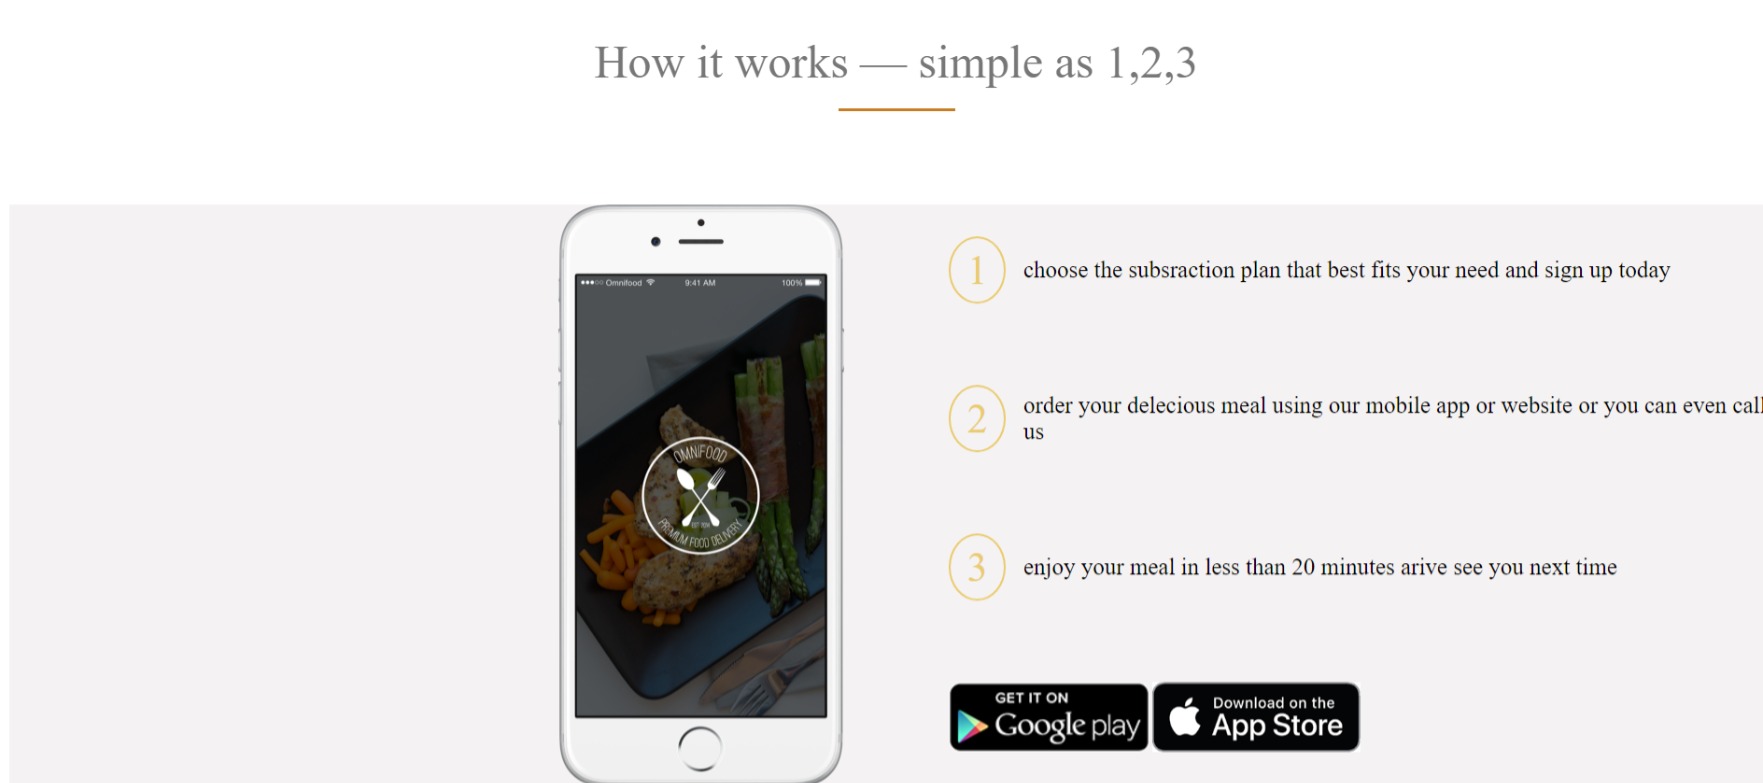 How it works — simple as 1,2,3
Omnifood 9:41 AM 100%
OMNIFOOD
EST 2014
PREMIUM FOOD DELIVERY
1 choose the subsraction plan that best fits your need and sign up today
2 order your delecious meal using our mobile app or website or you can even call
us
3 enjoy your meal in less than 20 minutes arive see you next time
GET IT ON
Google play
Download on the
App Store